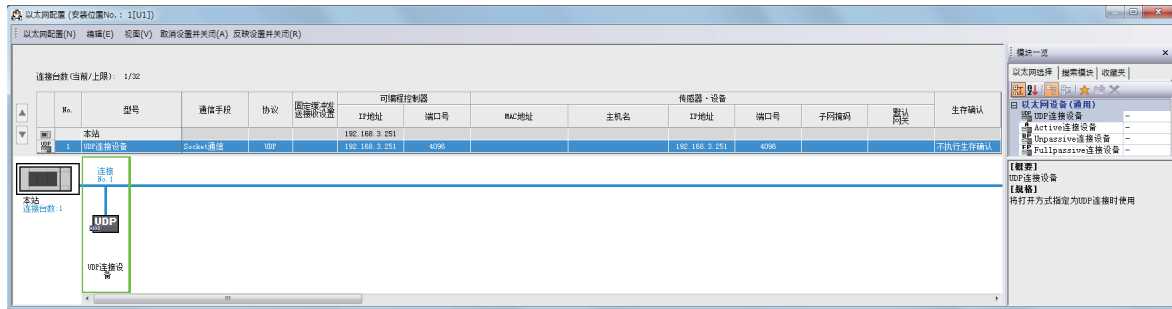 以太网配置 (安装位置No.: 1[U1])
以太网配置(N) 编辑(E) 视图(V) 取消设置并关闭(A) 反映设置并关闭(R)
连接台数(当前/上限): 1/32
No. 型号 通信手段 协议 固定缓冲发送接收设置 可编程控制器 传感器・设备 生存确认
IP地址 端口号 MAC地址 主机名 IP地址 端口号 子网掩码 默认网关
本站 192.168.3.251
UDP 1 UDP连接设备 Socket通信 UDP 192.168.3.251 4096 192.168.3.251 4096 不执行生存确认
本站
连接台数:1
连接
No.1
UDP
UDP连接设
备
模块一览
以太网选择 搜索模块 收藏夹
以太网设备(通用)
UDP连接设备 -
Active连接设备 -
Unpassive连接设备 -
Fullpassive连接设备 -
[概要]
UDP连接设备
[规格]
将打开方式指定为UDP连接时使用